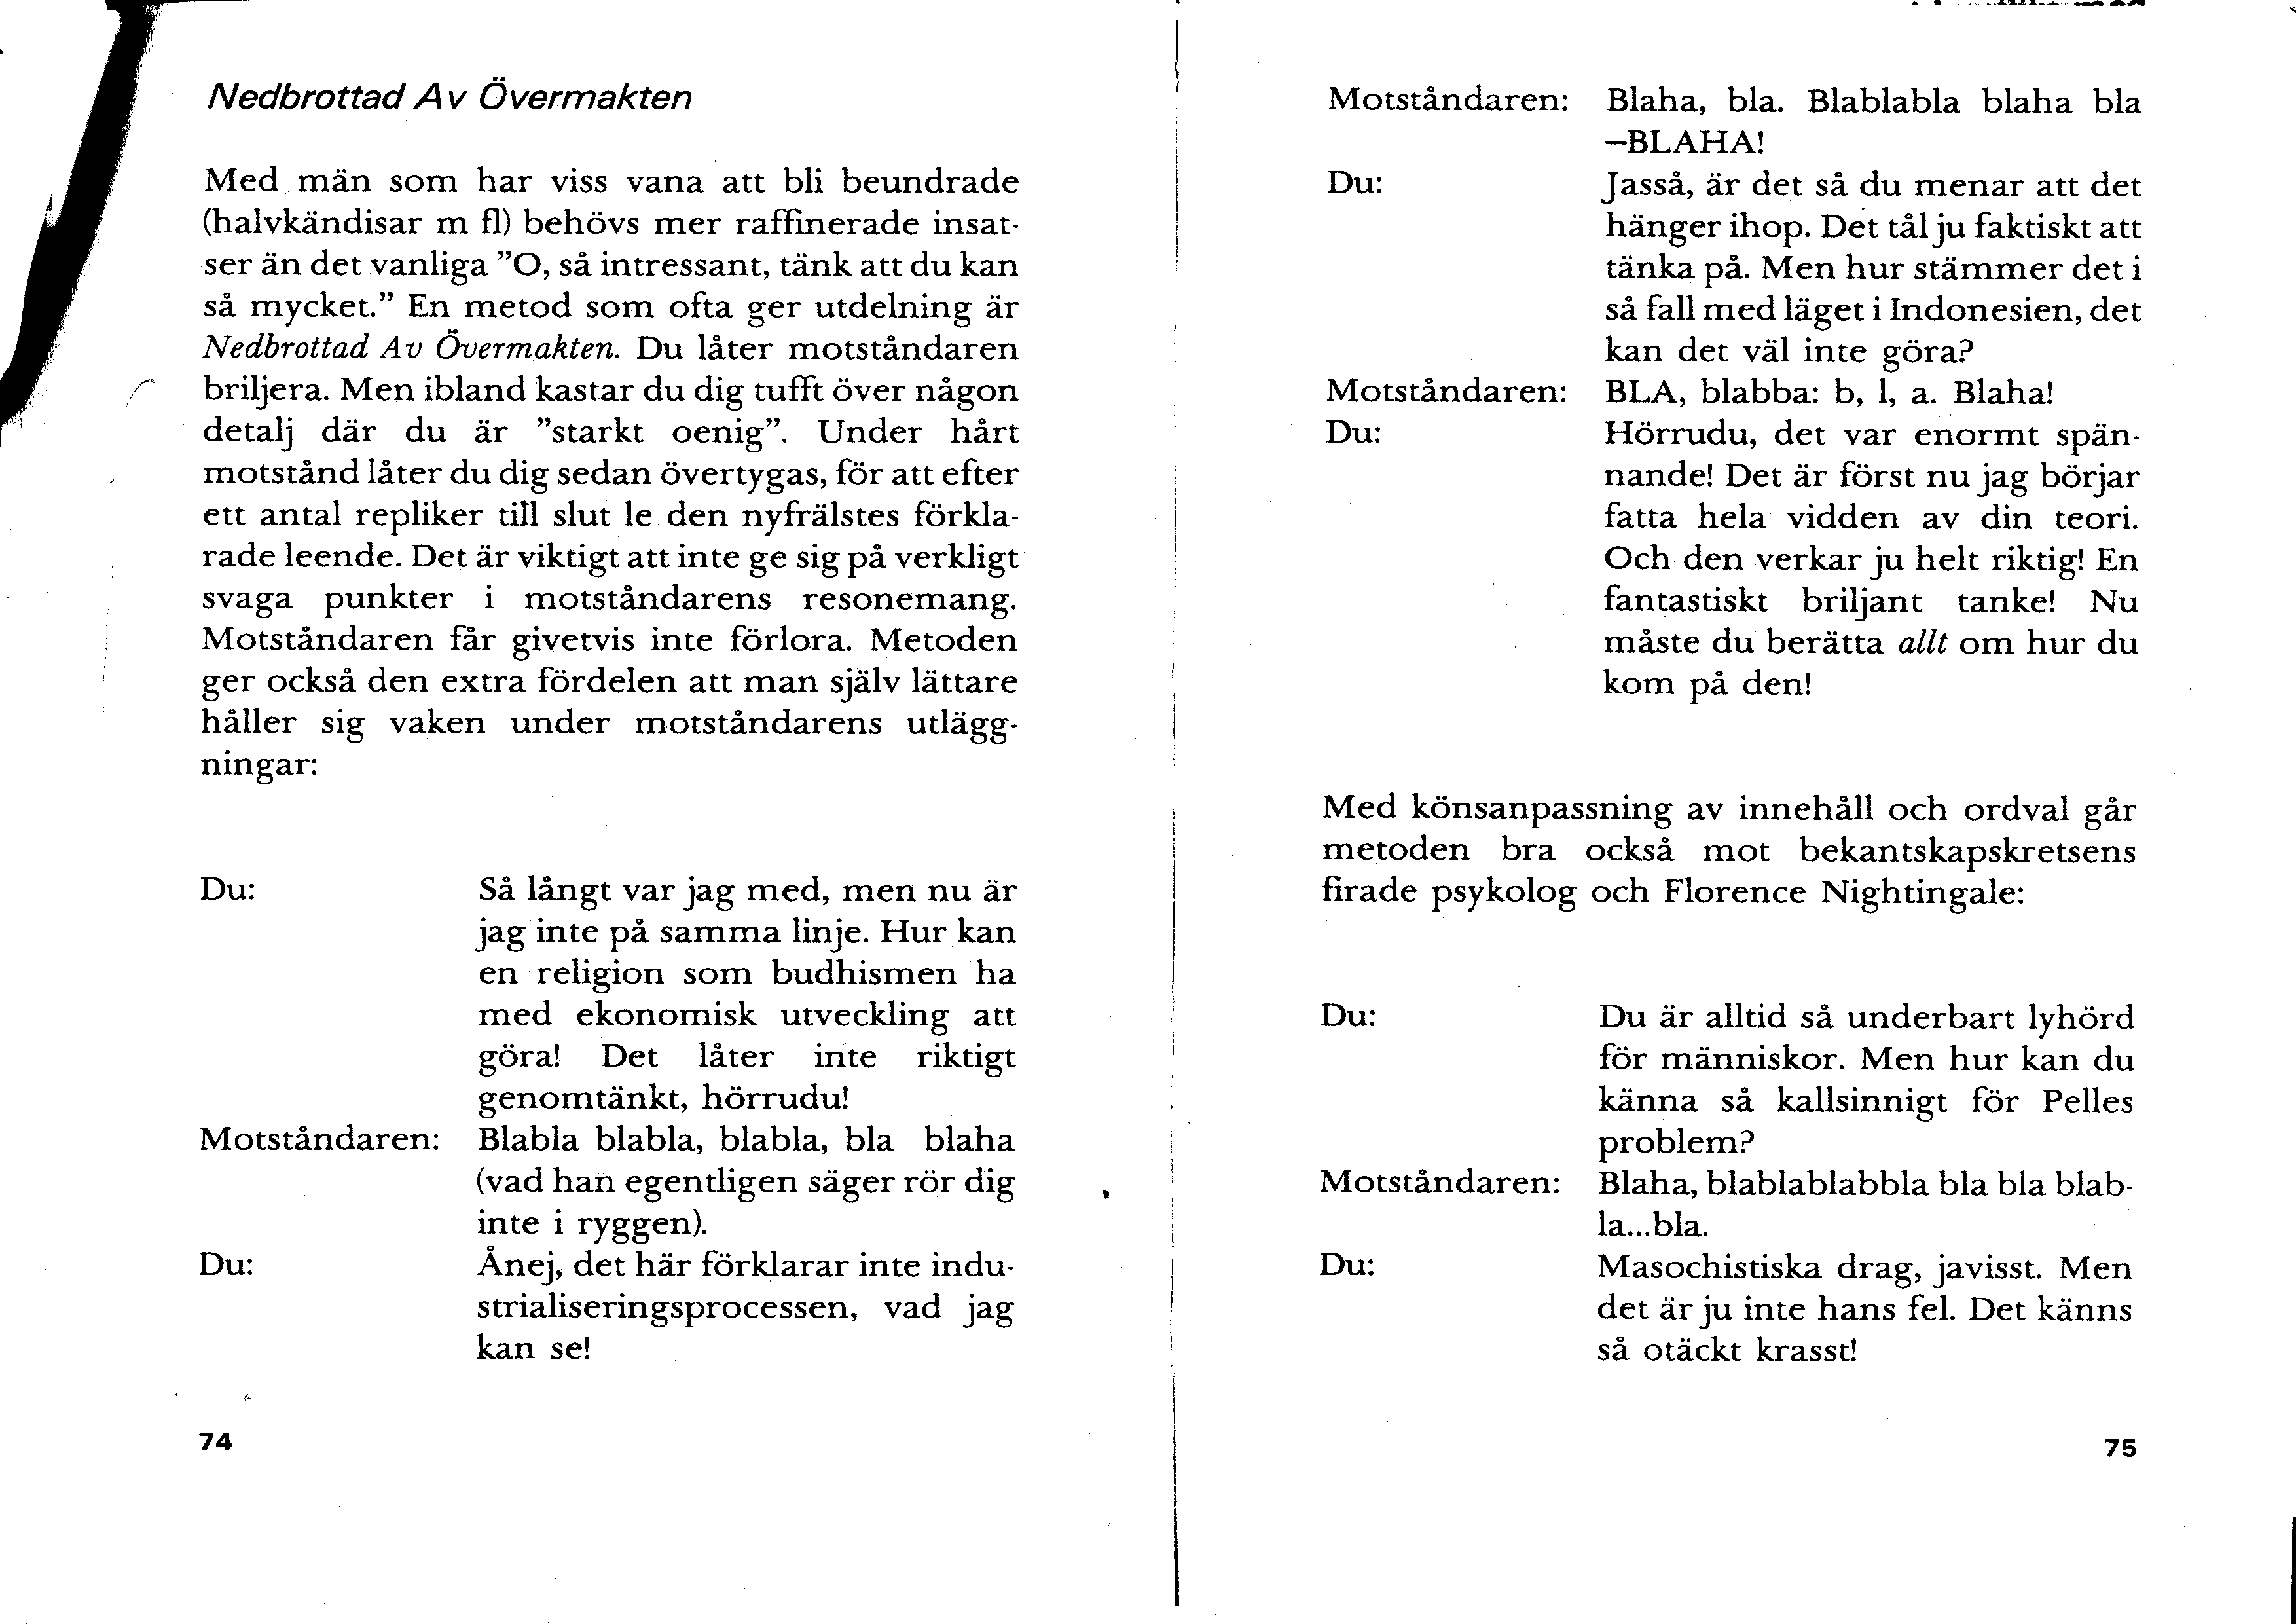 Nedbrottad Av Övermakten
Med män som har viss vana att bli beundrade
(halvkändisar m fl) behövs mer raffinerade insat-
ser än det vanliga ”O, så intressant, tänk att du kan
så mycket.” En metod som ofta ger utdelning är
Nedbrottad Av Övermakten. Du låter motståndaren
briljera. Men ibland kastar du dig tufft över någon
detalj där du är ”starkt oenig”. Under hårt
motstånd låter du dig sedan övertygas, för att efter
ett antal repliker till slut le den nyfrälstes förkla-
rade leende. Det är viktigt att inte ge sig på verkligt
svaga punkter i motståndarens resonemang.
Motståndaren får givetvis inte förlora. Metoden
ger också den extra fördelen att man själv lättare
håller sig vaken under motståndarens utlägg-
ningar:
Du: Så långt var jag med, men nu är
jag inte på samma linje. Hur kan
en religion som budhismen ha
med ekonomisk utveckling att
göra! Det låter inte riktigt
genomtänkt, hörrudu!
Motståndaren: Blabla blabla, blabla, bla blaha
(vad han egentligen säger rör dig
inte i ryggen).
Du: Ånej, det här förklarar inte indu-
strialiseringsprocessen, vad jag
kan se!
74
Motståndaren: Blaha, bla. Blablabla blaha bla
—BLAHA!
Du: Jasså, är det så du menar att det
hänger ihop. Det tål ju faktiskt att
tänka på. Men hur stämmer det i
så fall med läget i Indonesien, det
kan det väl inte göra?
Motståndaren: BLA, blabba: b, l, a. Blaha!
Du: Hörrudu, det var enormt spän-
nande! Det är först nu jag börjar
fatta hela vidden av din teori.
Och den verkar ju helt riktig! En
fantastiskt briljant tanke! Nu
måste du berätta allt om hur du
kom på den!
Med könsanpassning av innehåll och ordval går
metoden bra också mot bekantskapskretsens
firade psykolog och Florence Nightingale:
Du: Du är alltid så underbart lyhörd
för människor. Men hur kan du
känna så kallsinnigt för Pelles
problem?
Motståndaren: Blaha, blablablabbla bla bla blab-
la...bla.
Du: Masochistiska drag, javisst. Men
det är ju inte hans fel. Det känns
så otäckt krasst!
75